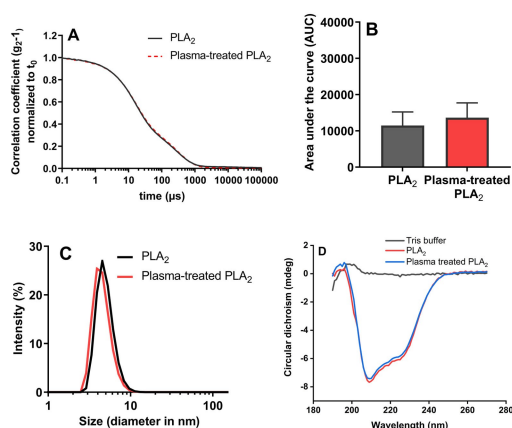 A
Correlation coefficient (g₂-1)
normalized to t₀
1.2
1.0
0.8
0.6
0.4
0.2
0.0
0.1 1 10 100 1000 10000 100000
time (µs)
PLA₂
Plasma-treated PLA₂
B
Area under the curve (AUC)
40000
30000
20000
10000
0
PLA₂ Plasma-treated
PLA₂
C
Intensity (%)
30
20
10
0
1 10 100
Size (diameter in nm)
PLA₂
Plasma-treated PLA₂
D
Circular dichroism (mdeg)
2
0
-2
-4
-6
-8
180 200 220 240 260 280
Wavelength (nm)
Tris buffer
PLA₂
Plasma treated PLA₂